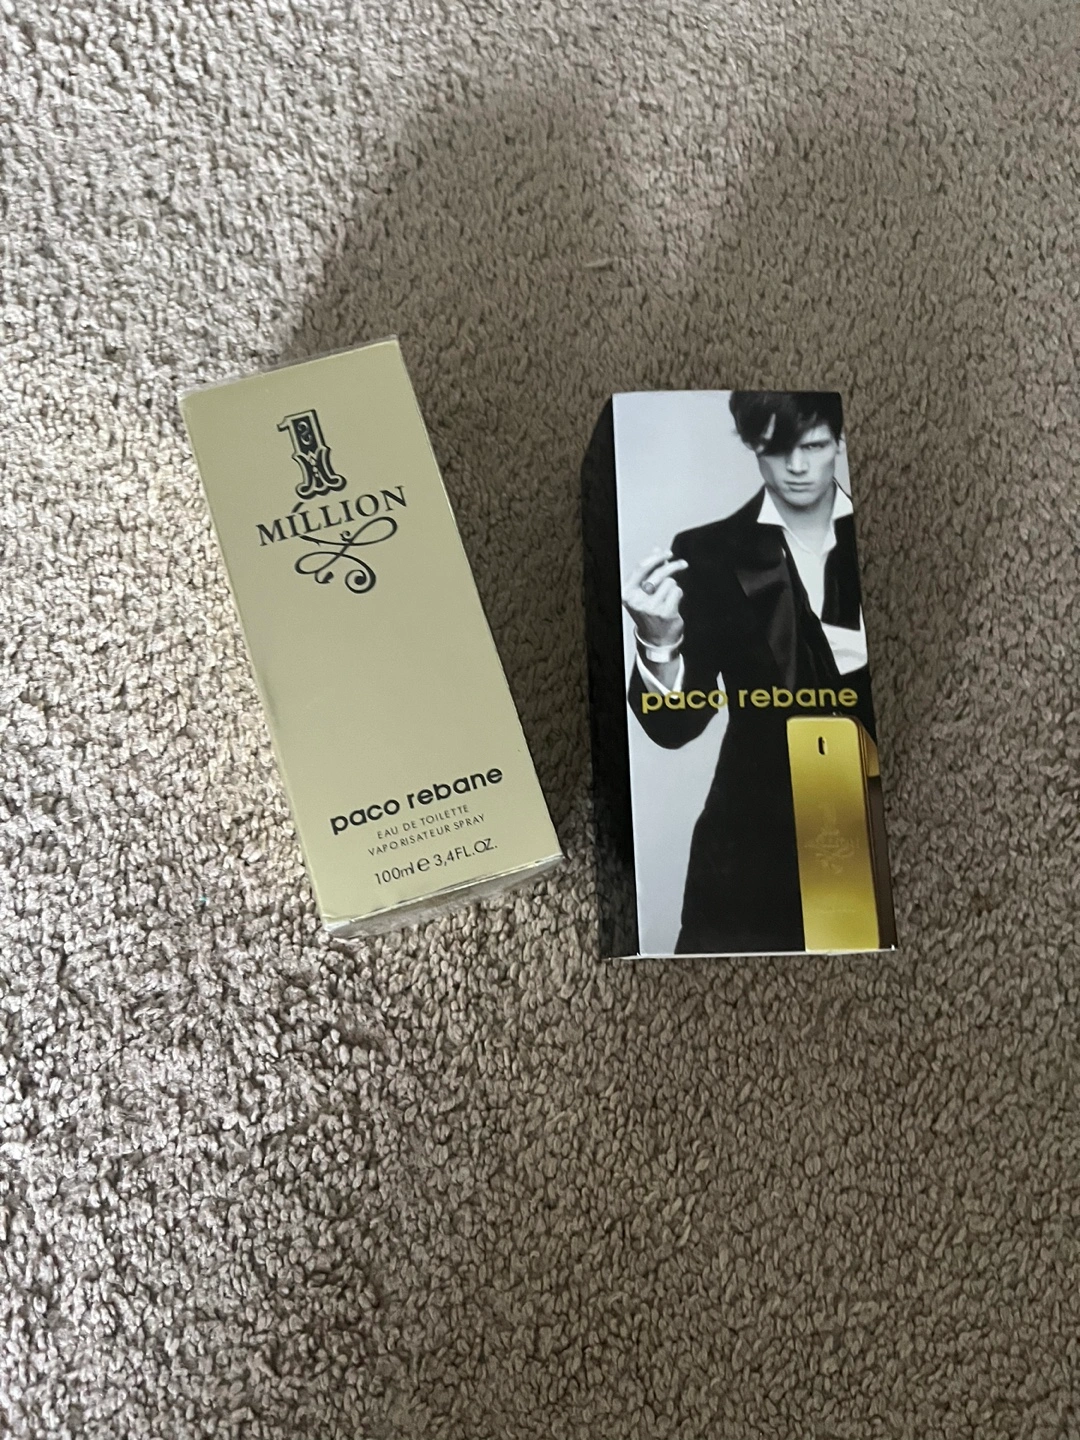 1
MILLION
paco rebane
EAU DE TOILETTE
VAPORISATEUR SPRAY
100ml e 3,4FL.OZ.
paco rebane